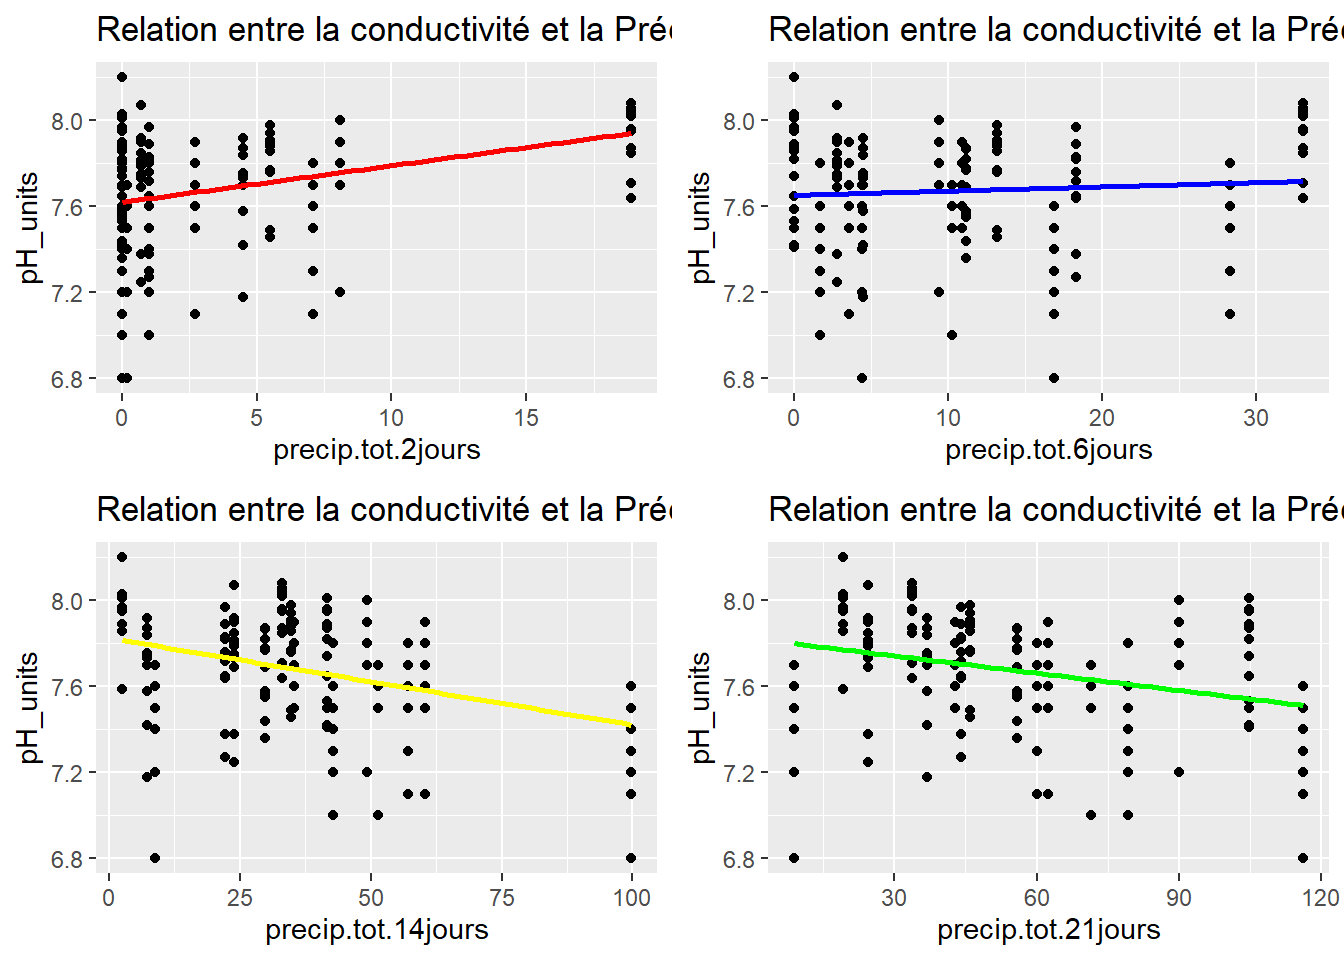 Relation entre la conductivité et la Préc
8.0
7.6
7.2
6.8
pH_units
0 5 10 15
precip.tot.2jours
Relation entre la conductivité et la Préc
8.0
7.6
7.2
6.8
pH_units
0 10 20 30
precip.tot.6jours
Relation entre la conductivité et la Préc
8.0
7.6
7.2
6.8
pH_units
0 25 50 75 100
precip.tot.14jours
Relation entre la conductivité et la Préc
8.0
7.6
7.2
6.8
pH_units
30 60 90 120
precip.tot.21jours